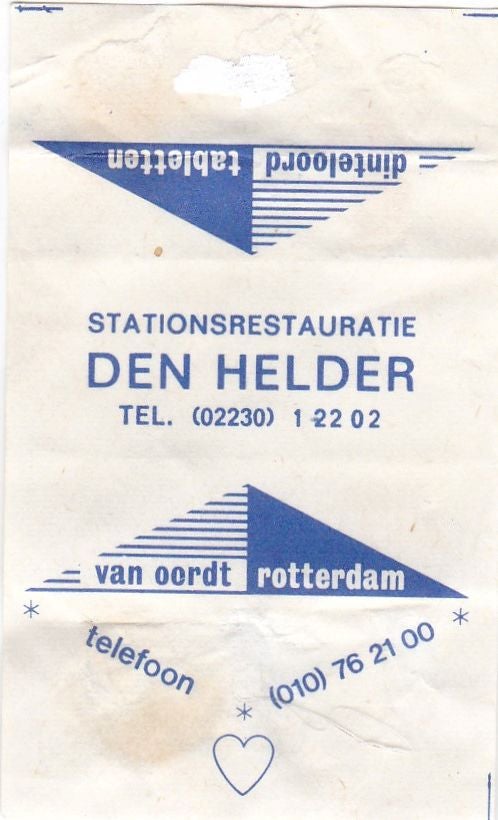 dinteloord tabletten
STATIONSRESTAURATIE
DEN HELDER
TEL. (02230) 1 22 02
van oordt rotterdam
* *
telefoon (010) 76 21 00
*